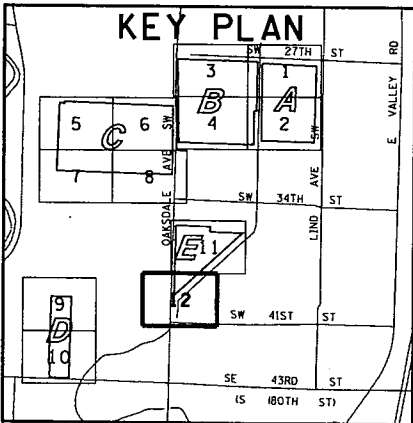 KEY PLAN
SW 27TH ST
E VALLEY RD
3
1
B
A
4
2
SW
5
6
C
SW
7
8
OAKSDALE AVE
SW 34TH ST
LIND AVE
E
11
12
9
D
10
SW 41ST ST
SE 43RD ST
(S 180TH ST)